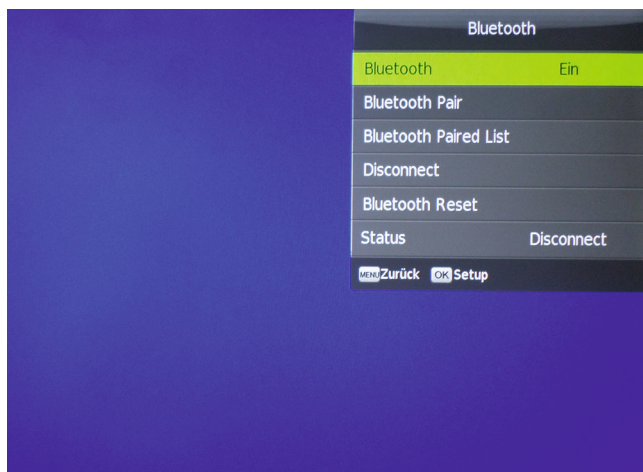 Bluetooth
Bluetooth Ein
Bluetooth Pair
Bluetooth Paired List
Disconnect
Bluetooth Reset
Status Disconnect
MENU Zurück OK Setup